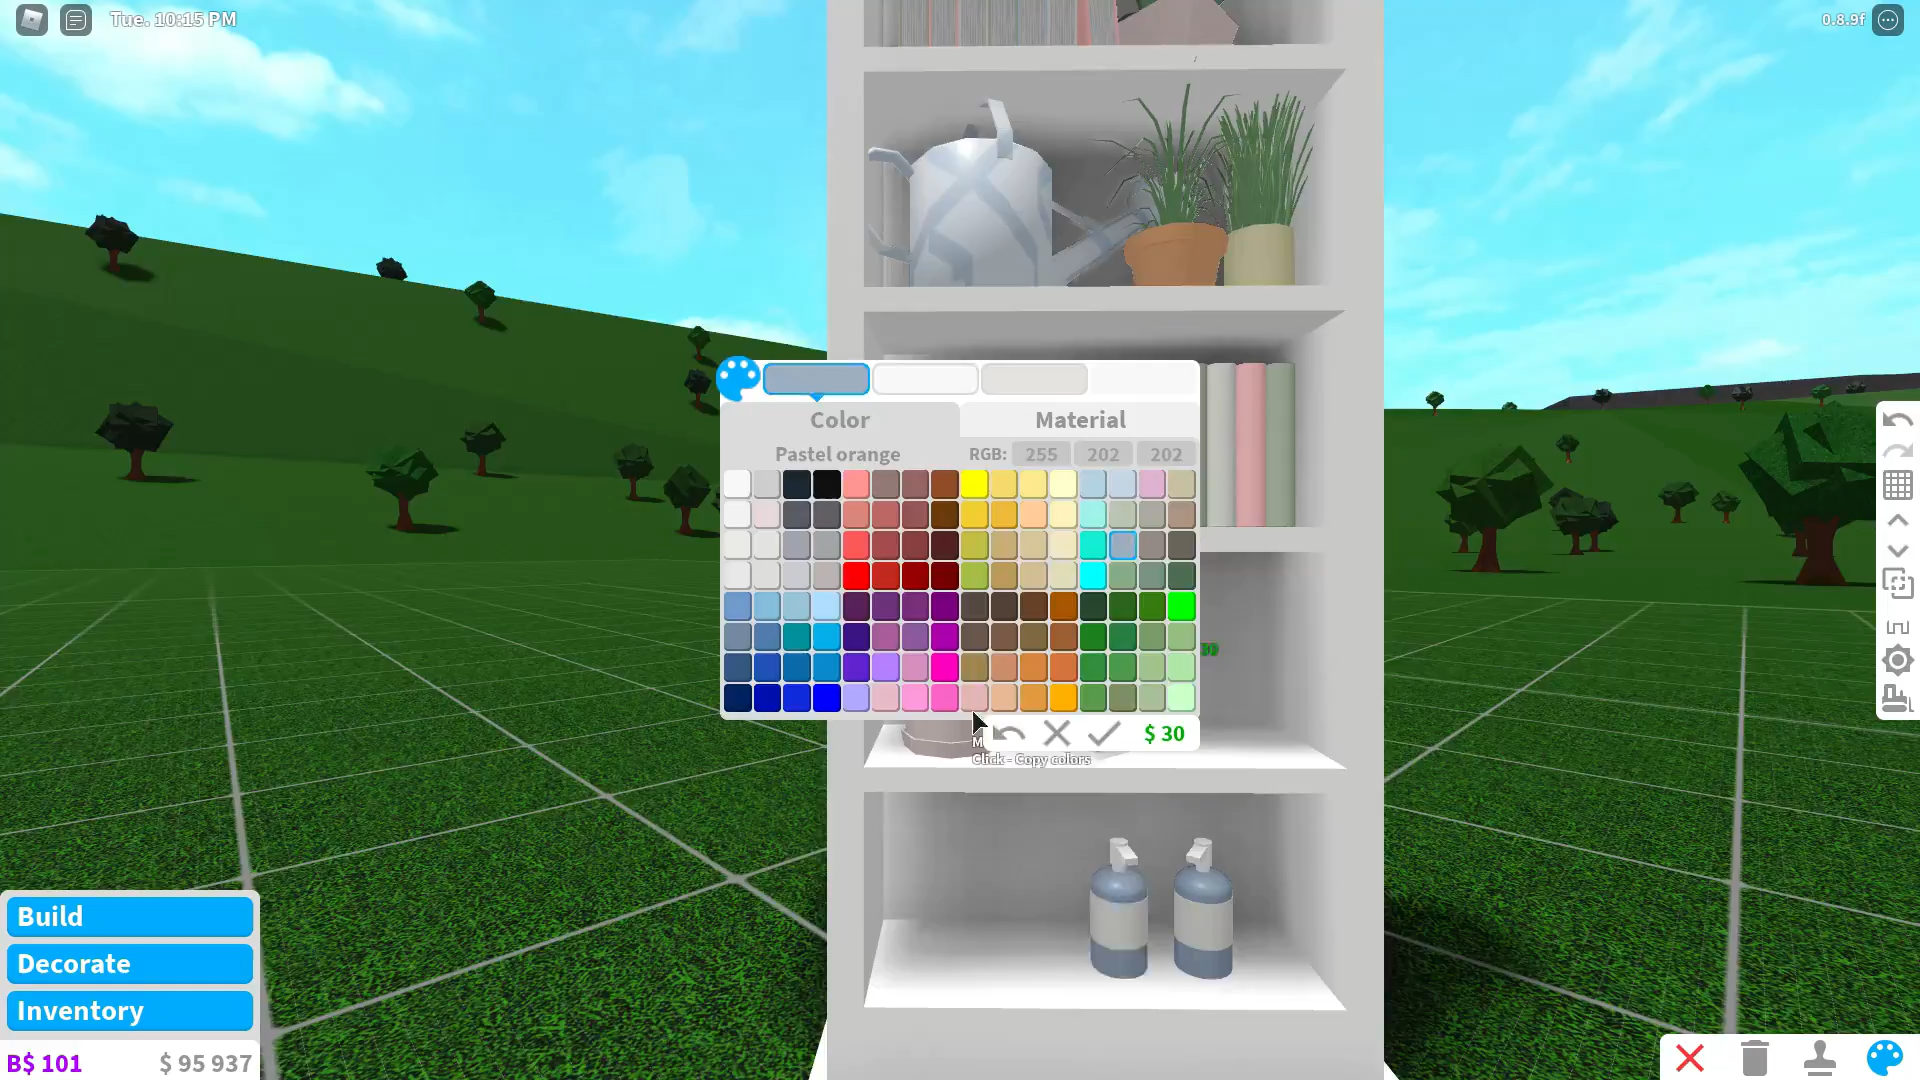 Tue. 10:15 PM
0.8.9f
Color
Material
Pastel orange
RGB: 255 202 202
30
$ 30
M
Click - Copy colors
Build
Decorate
Inventory
B$ 101
$ 95 937